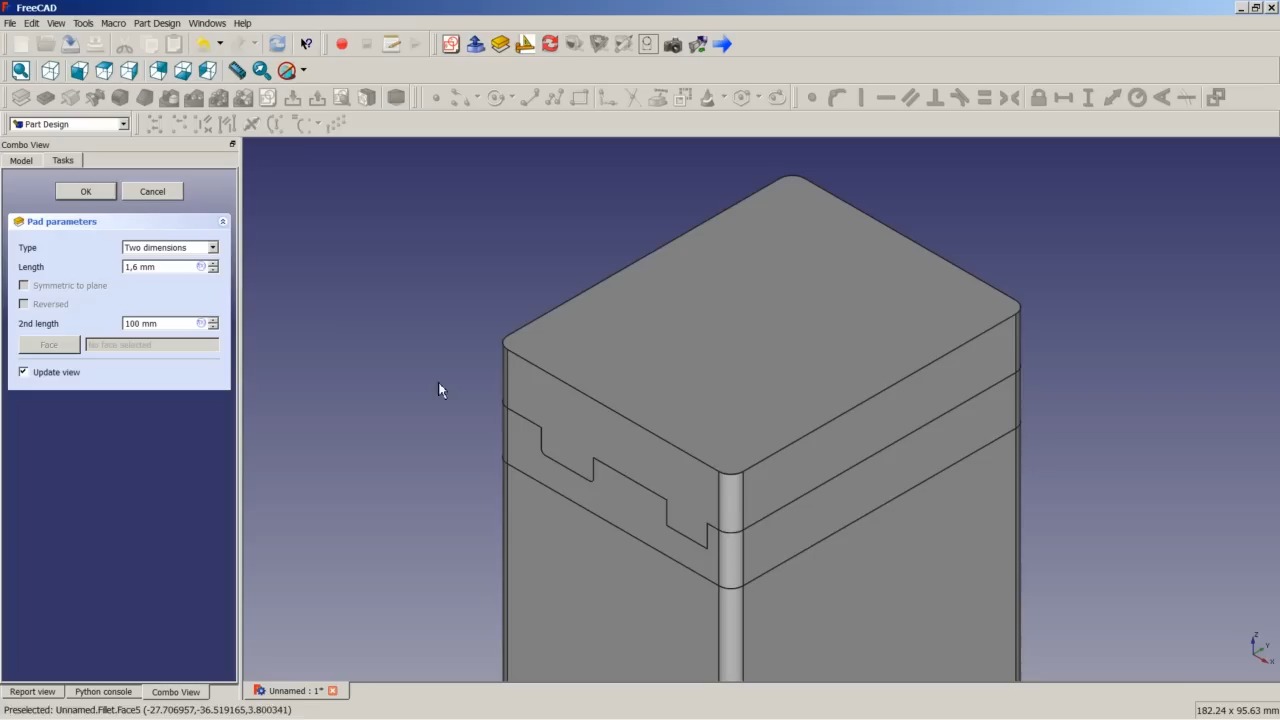 FreeCAD
File Edit View Tools Macro Part Design Windows Help
Part Design
Combo View
Model Tasks
OK Cancel
Pad parameters
Type Two dimensions
Length 1,6 mm
Symmetric to plane
Reversed
2nd length 100 mm
Face No face selected
Update view
Z
Y
X
Report view Python console Combo View Unnamed : 1*
Preselected: Unnamed.Fillet.Face5 (-27.706957,-36.519165,3.800341) 182.24 x 95.63 mm